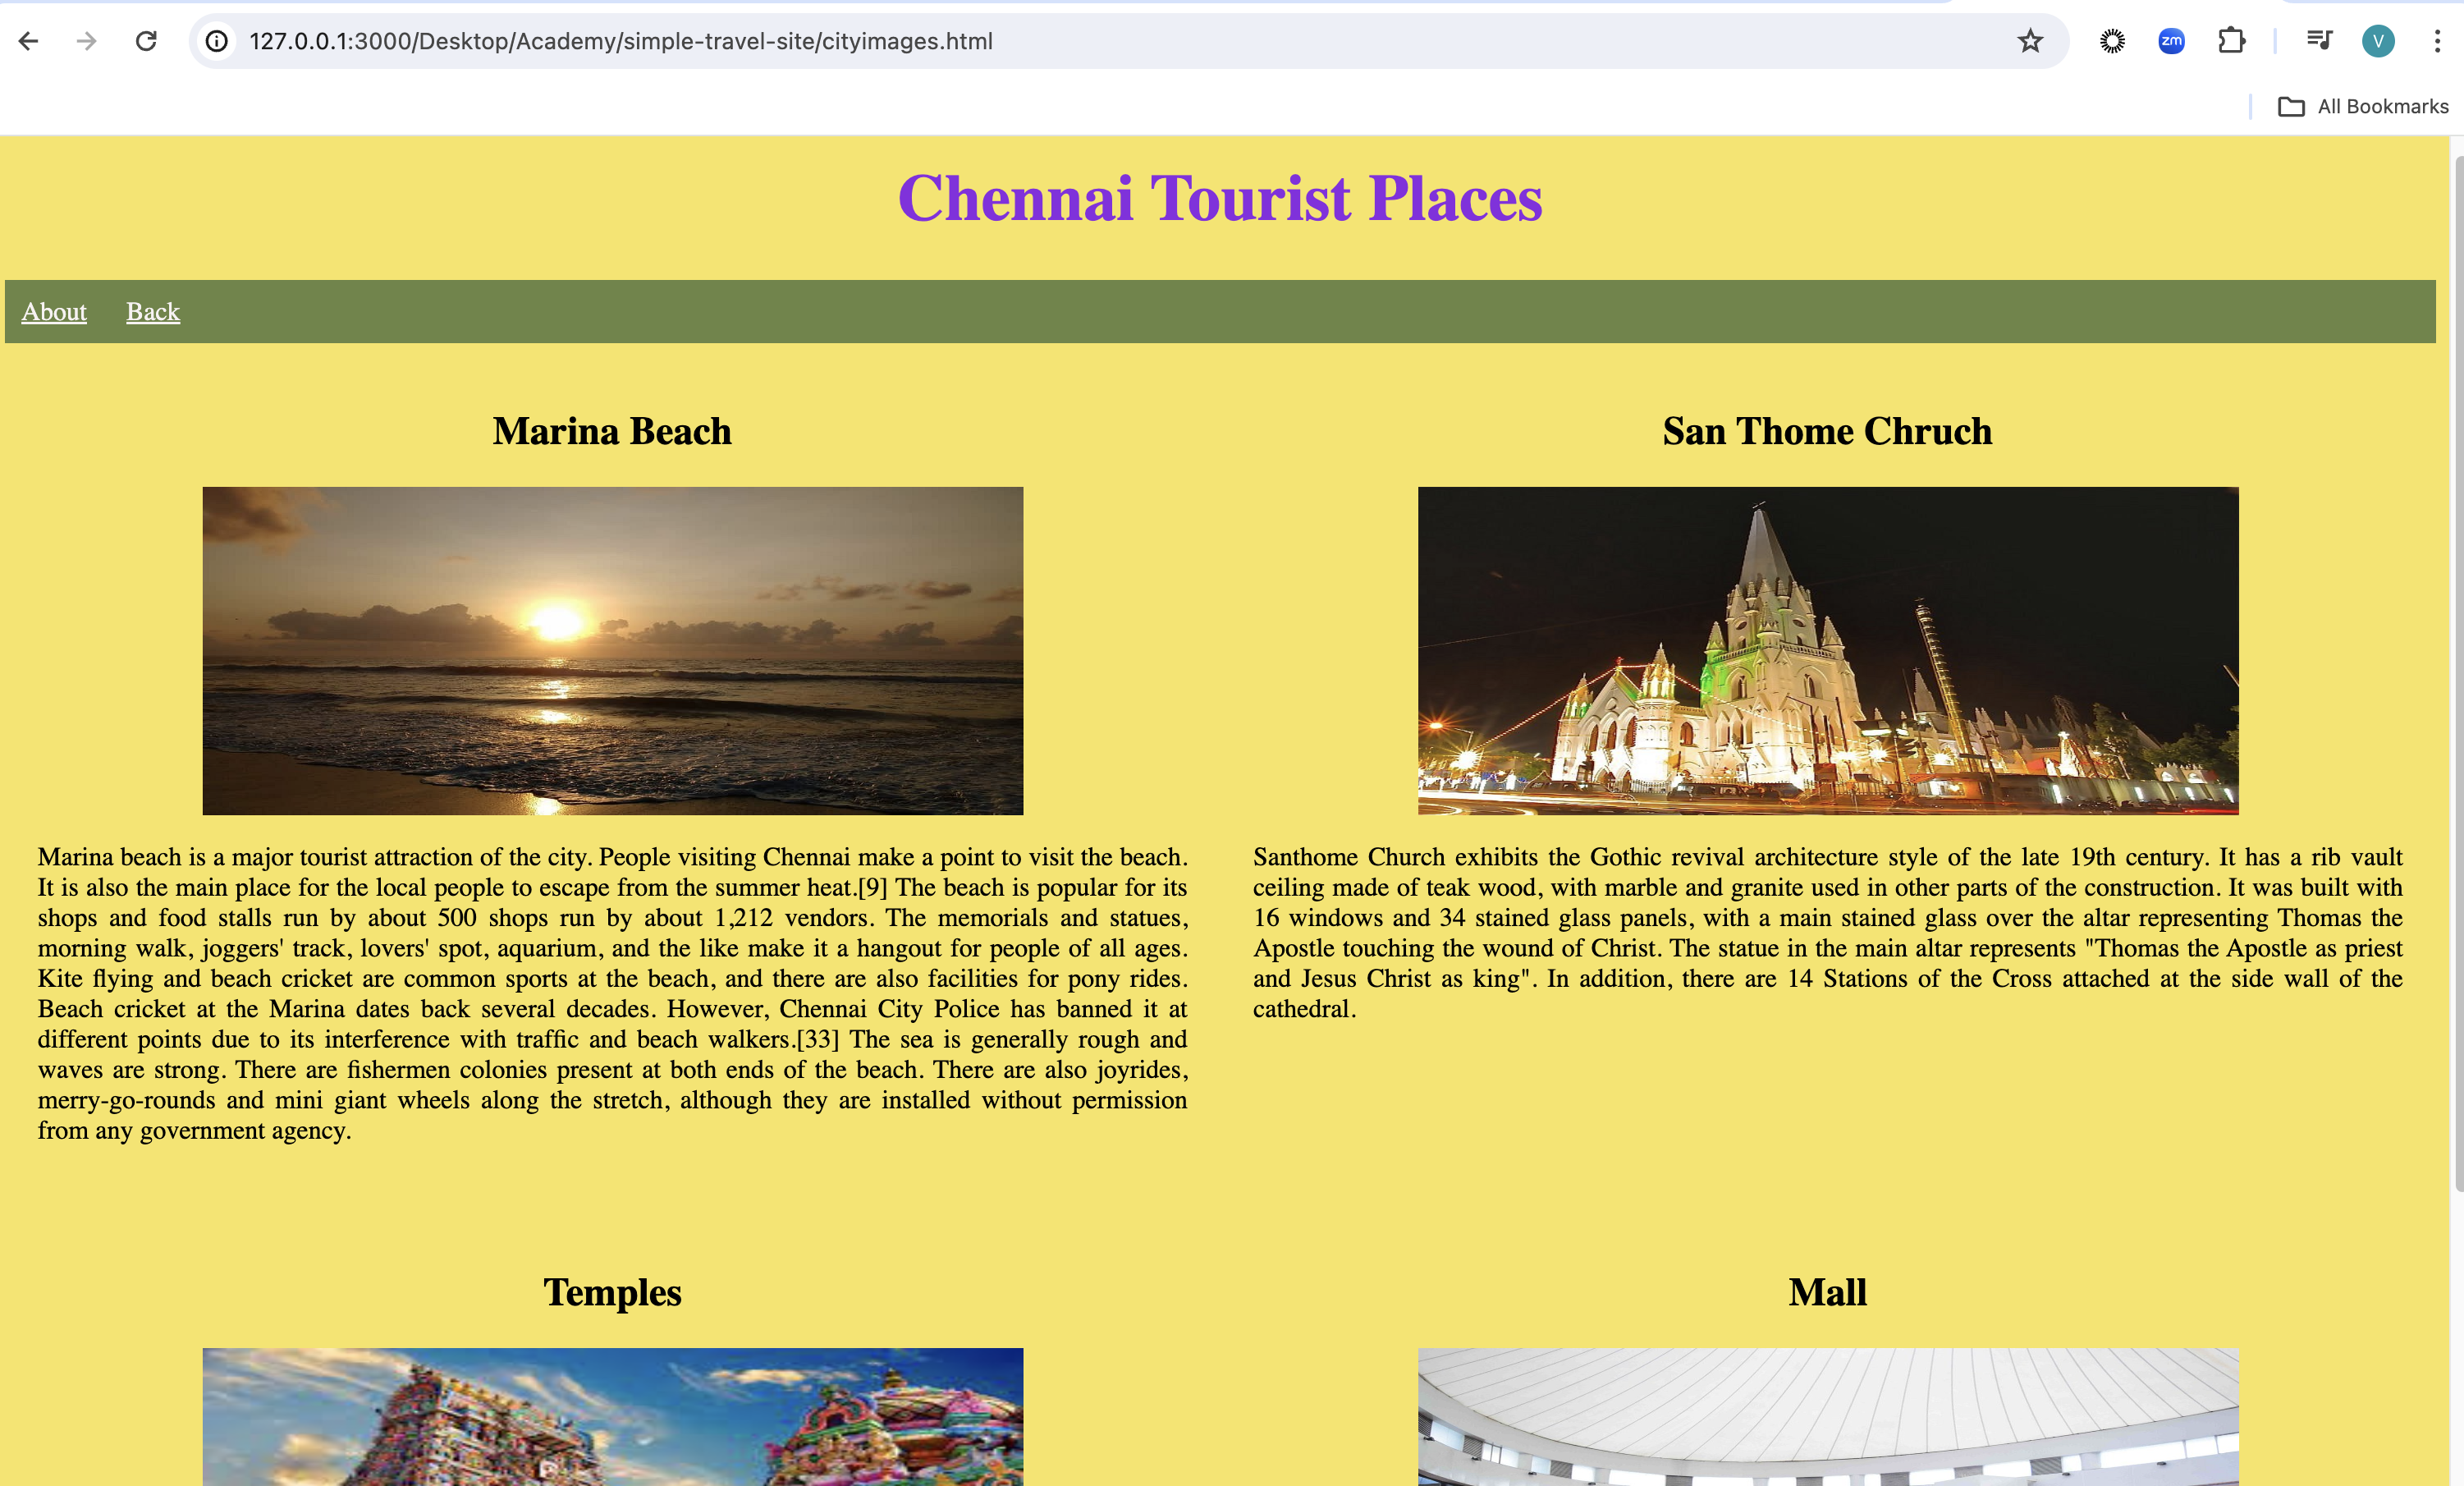 127.0.0.1:3000/Desktop/Academy/simple-travel-site/cityimages.html
zm
V
All Bookmarks
Chennai Tourist Places
About Back
Marina Beach
Marina beach is a major tourist attraction of the city. People visiting Chennai make a point to visit the beach.
It is also the main place for the local people to escape from the summer heat.[9] The beach is popular for its
shops and food stalls run by about 500 shops run by about 1,212 vendors. The memorials and statues,
morning walk, joggers' track, lovers' spot, aquarium, and the like make it a hangout for people of all ages.
Kite flying and beach cricket are common sports at the beach, and there are also facilities for pony rides.
Beach cricket at the Marina dates back several decades. However, Chennai City Police has banned it at
different points due to its interference with traffic and beach walkers.[33] The sea is generally rough and
waves are strong. There are fishermen colonies present at both ends of the beach. There are also joyrides,
merry-go-rounds and mini giant wheels along the stretch, although they are installed without permission
from any government agency.
San Thome Chruch
Santhome Church exhibits the Gothic revival architecture style of the late 19th century. It has a rib vault
ceiling made of teak wood, with marble and granite used in other parts of the construction. It was built with
16 windows and 34 stained glass panels, with a main stained glass over the altar representing Thomas the
Apostle touching the wound of Christ. The statue in the main altar represents "Thomas the Apostle as priest
and Jesus Christ as king". In addition, there are 14 Stations of the Cross attached at the side wall of the
cathedral.
Temples
Mall